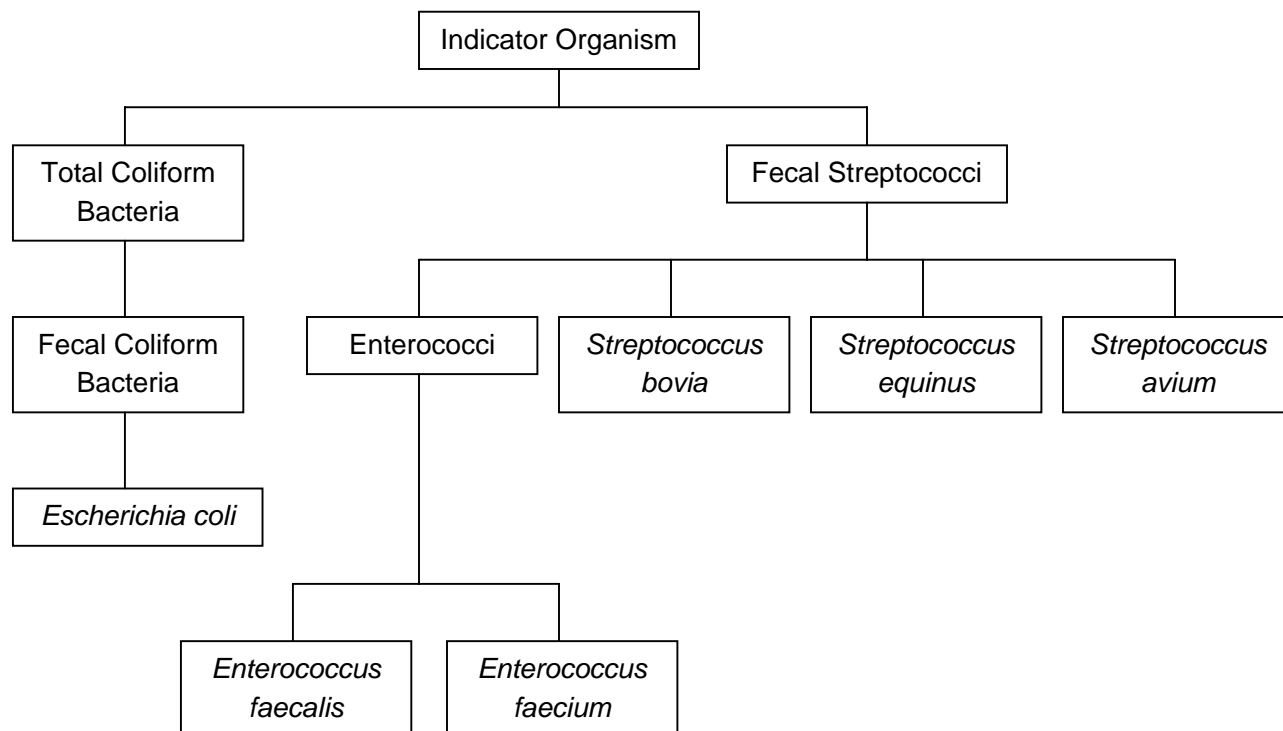 Indicator Organism
Total Coliform
Bacteria
Fecal Streptococci
Fecal Coliform
Bacteria
Enterococci
Streptococcus
bovia
Streptococcus
equinus
Streptococcus
avium
Escherichia coli
Enterococcus
faecalis
Enterococcus
faecium